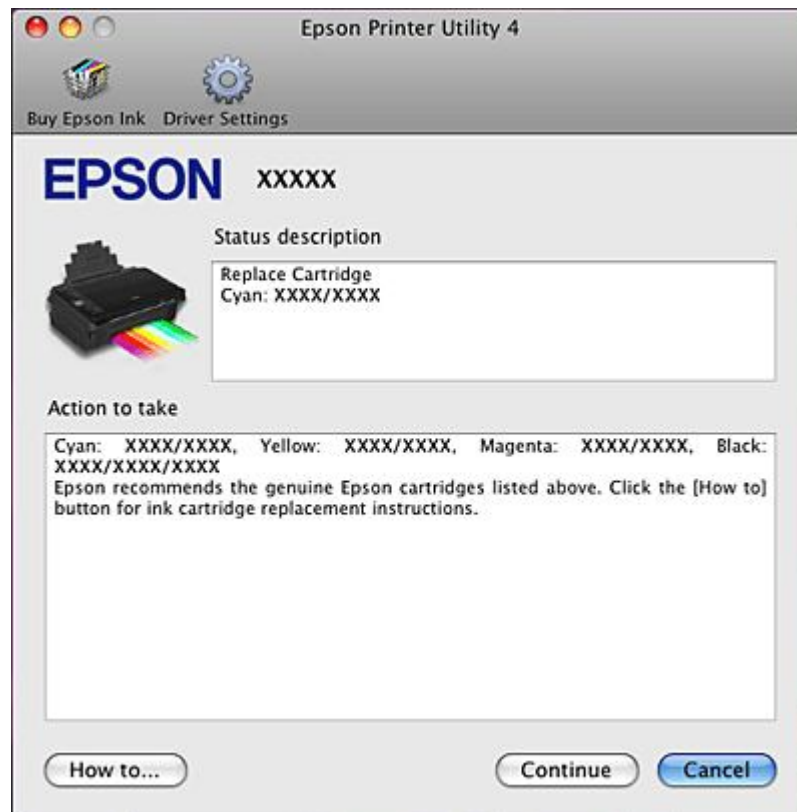 Epson Printer Utility 4
Buy Epson Ink Driver Settings
EPSON XXXXX
Status description
Replace Cartridge
Cyan: XXXX/XXXX
Action to take
Cyan: XXXX/XXXX, Yellow: XXXX/XXXX, Magenta: XXXX/XXXX, Black:
XXXX/XXXX/XXXX
Epson recommends the genuine Epson cartridges listed above. Click the [How to]
button for ink cartridge replacement instructions.
How to... Continue Cancel